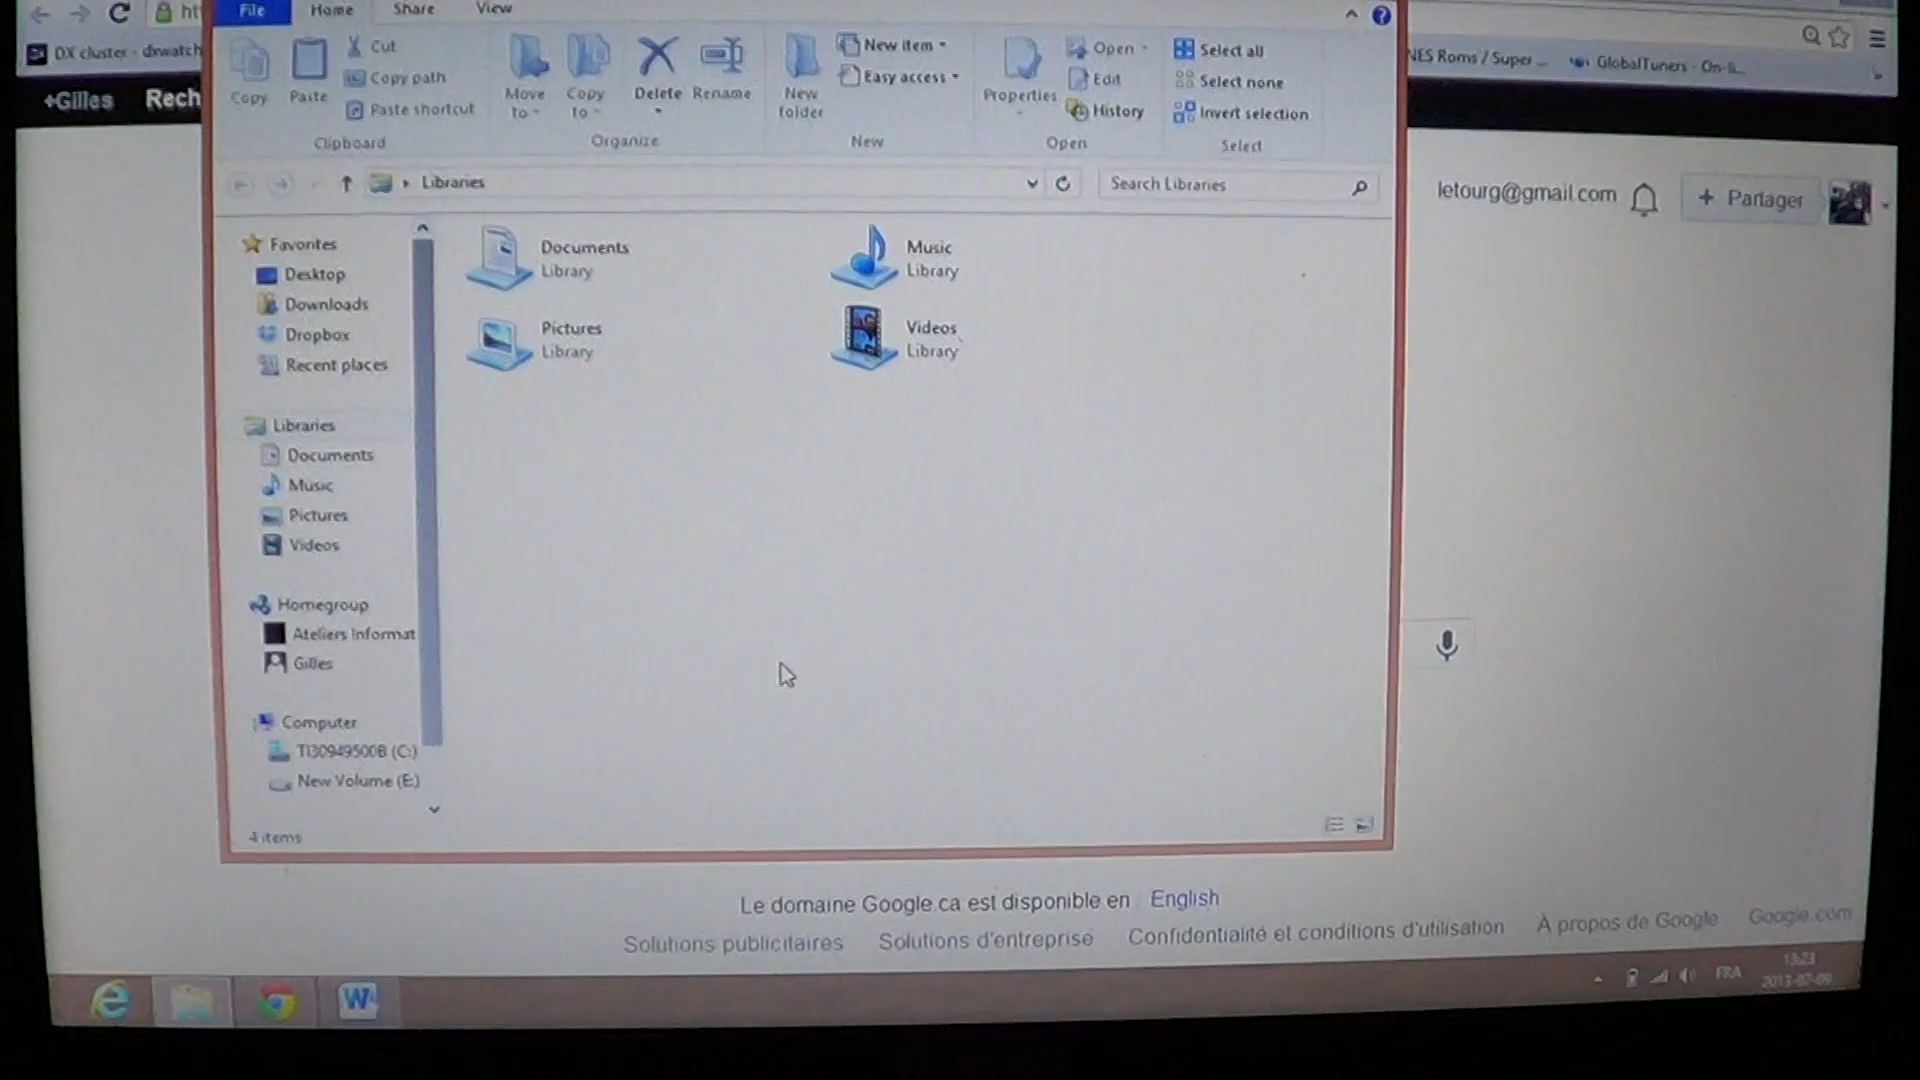 File Home Share View
DX cluster - dxwatch
NES Roms / Super ... GlobalTuners - On-li...
+Gilles Rech
Copy
Paste
Cut
Copy path
Paste shortcut
Clipboard
Move to
Copy to
Delete
Rename
Organize
New folder
New item
Easy access
New
Properties
Open
Edit
History
Open
Select all
Select none
Invert selection
Select
Libraries
Search Libraries
letourg@gmail.com
+ Partager
Favorites
Desktop
Downloads
Dropbox
Recent places
Libraries
Documents
Music
Pictures
Videos
Homegroup
Ateliers Informat
Gilles
Computer
TI30949500B (C:)
New Volume (E:)
4 items
Documents
Library
Music
Library
Pictures
Library
Videos
Library
Le domaine Google.ca est disponible en : English
Solutions publicitaires Solutions d'entreprise Confidentialité et conditions d'utilisation À propos de Google Google.com
FRA
13:23
2013-07-09